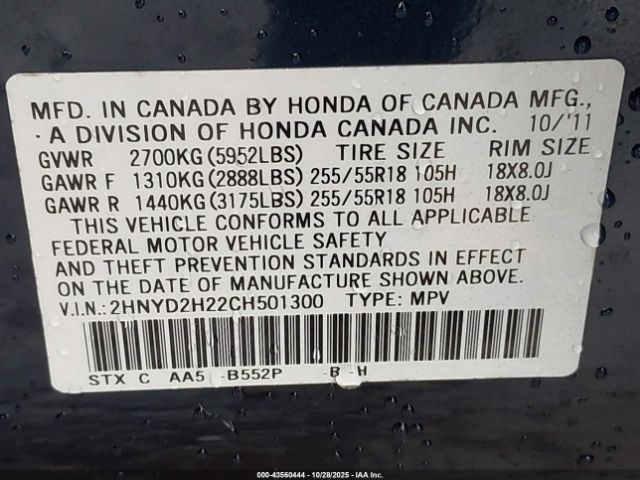 MFD. IN CANADA BY HONDA OF CANADA MFG.,
A DIVISION OF HONDA CANADA INC. 10/'11
GVWR 2700KG (5952LBS) TIRE SIZE RIM SIZE
GAWR F 1310KG (2888LBS) 255/55R18 105H 18X8.0J
GAWR R 1440KG (3175LBS) 255/55R18 105H 18X8.0J
THIS VEHICLE CONFORMS TO ALL APPLICABLE
FEDERAL MOTOR VEHICLE SAFETY
AND THEFT PREVENTION STANDARDS IN EFFECT ON
THE DATE OF MANUFACTURE SHOWN ABOVE.
V.I.N.: 2HNYD2H22CH501300 TYPE: MPV
STX C AA5 -B552P -B -H
000-43560444 - 10/28/2025 - IAA Inc.